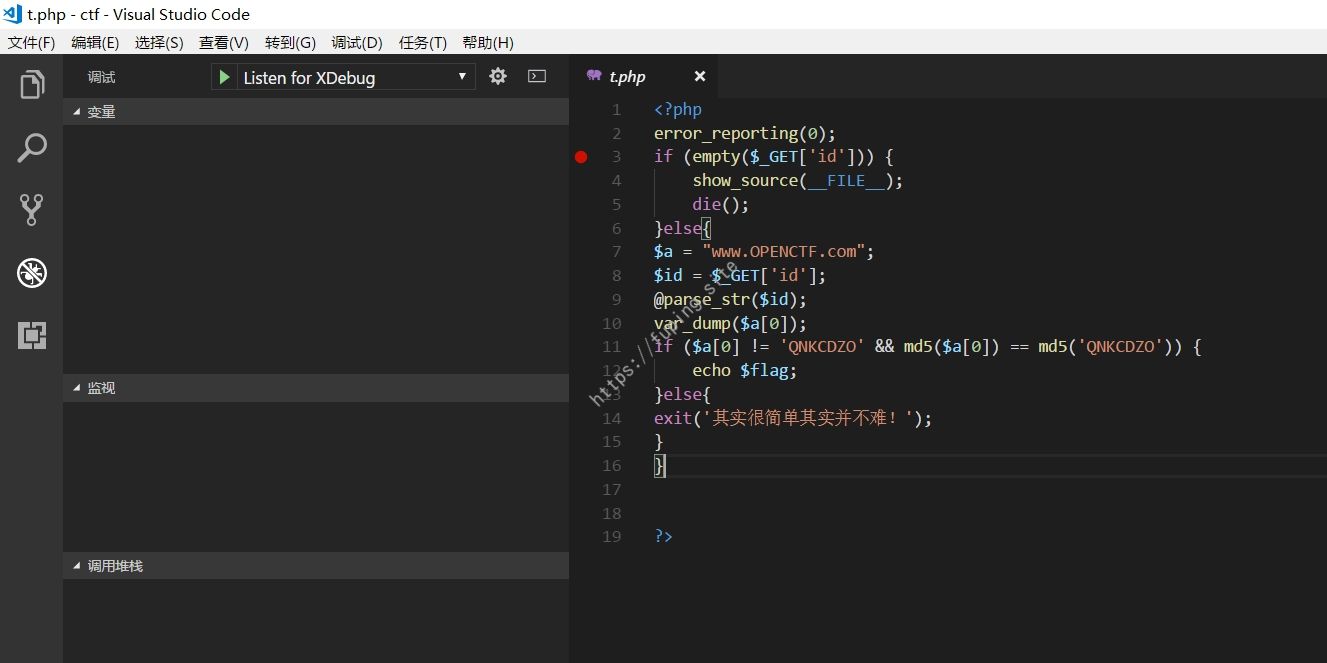 t.php - ctf - Visual Studio Code
文件(F) 编辑(E) 选择(S) 查看(V) 转到(G) 调试(D) 任务(T) 帮助(H)
调试 Listen for XDebug
变量
监视
调用堆栈
t.php
1 <?php
2 error_reporting(0);
3 if (empty($_GET['id'])) {
4 show_source(__FILE__);
5 die();
6 }else{
7 $a = "www.OPENCTF.com";
8 $id = $_GET['id'];
9 @parse_str($id);
10 var_dump($a[0]);
11 if ($a[0] != 'QNKCDZO' && md5($a[0]) == md5('QNKCDZO')) {
12 echo $flag;
13 }else{
14 exit('其实很简单其实并不难！');
15 }
16 }
17
18
19 ?>
https://fuping.site